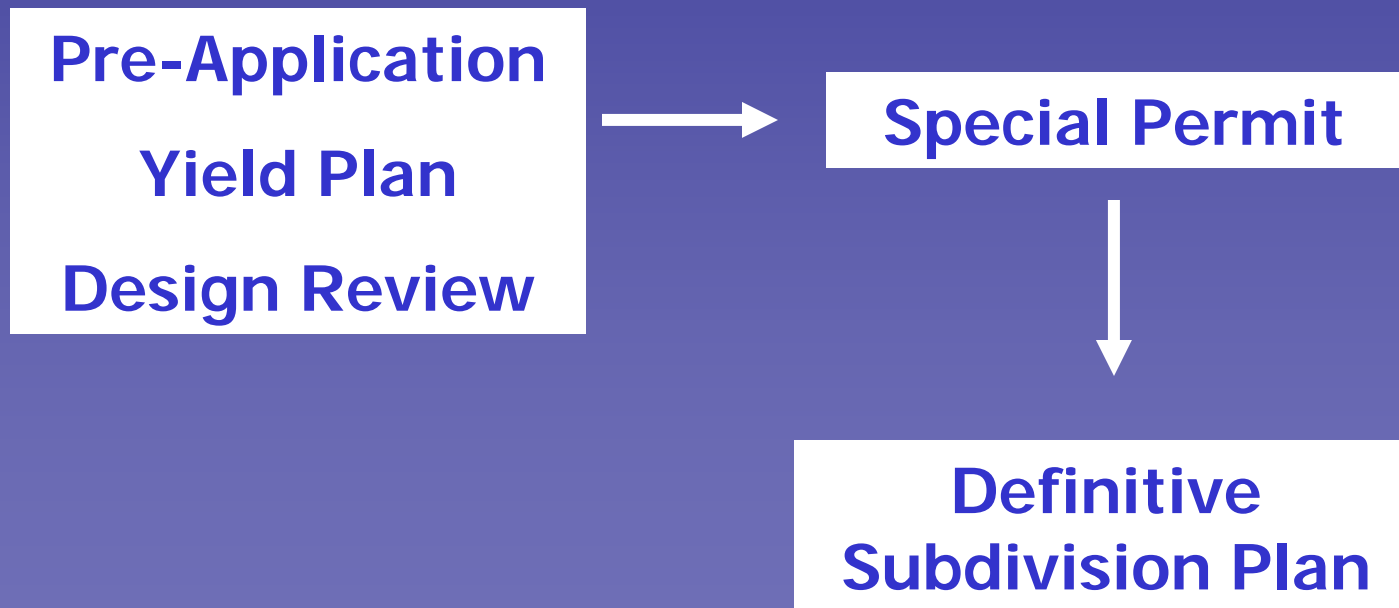 Pre-Application
Yield Plan
Design Review
Special Permit
Definitive
Subdivision Plan